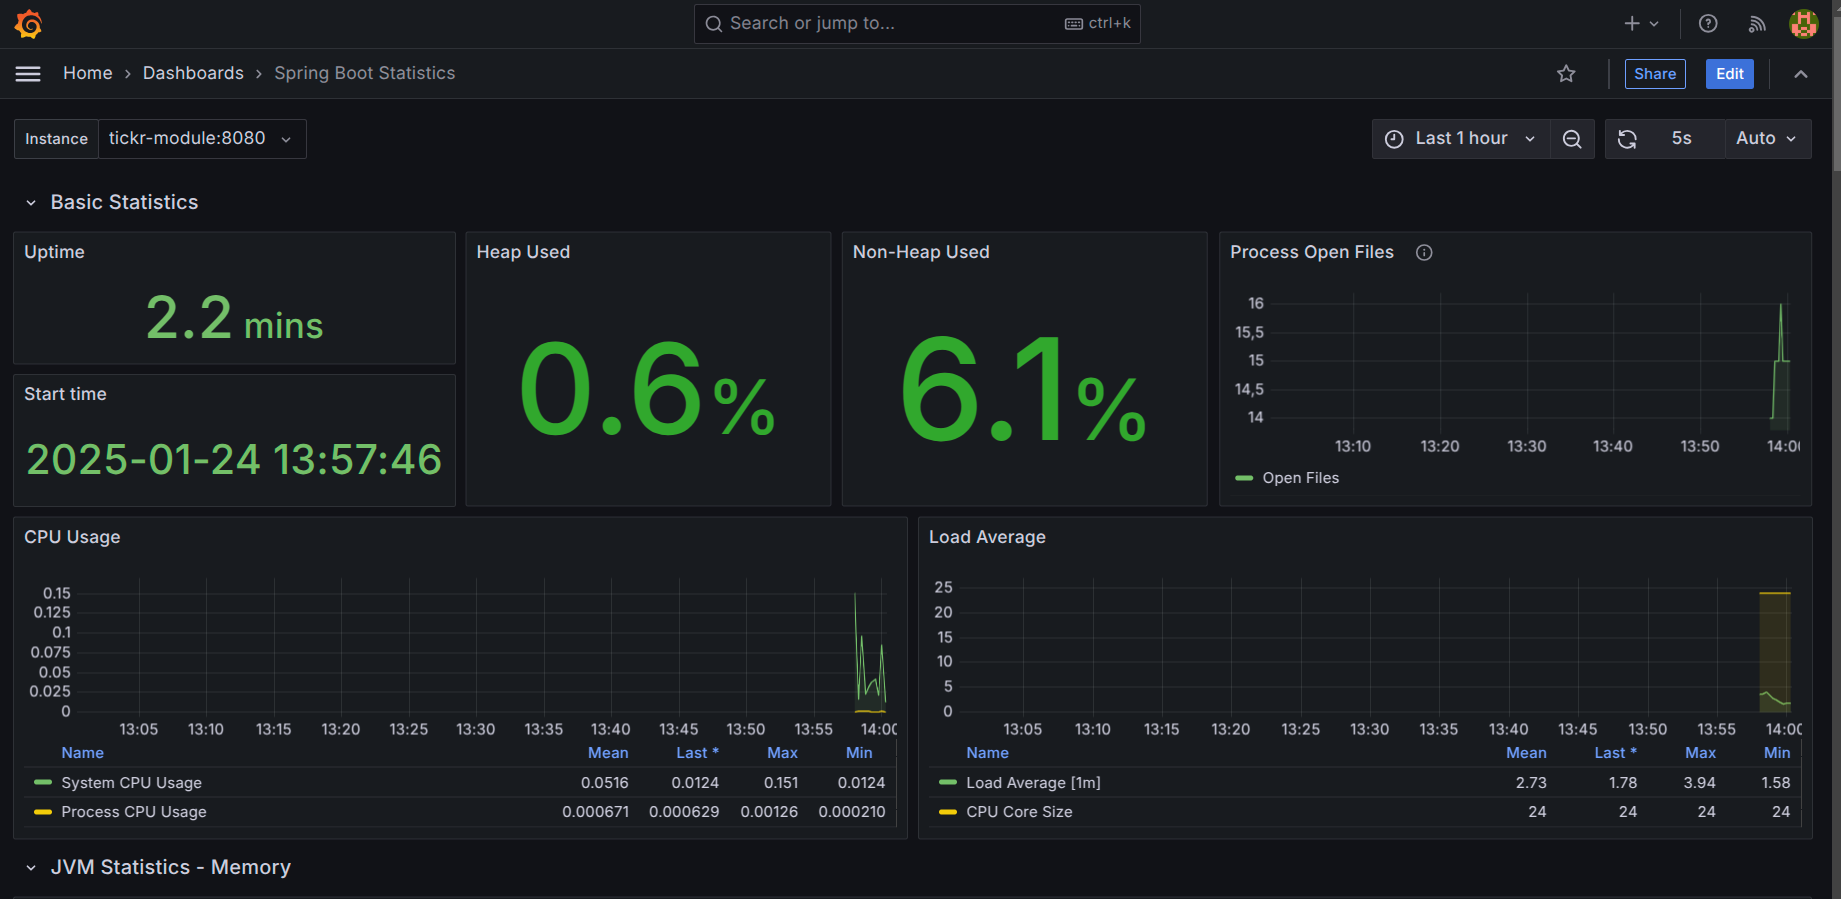 Search or jump to... ctrl+k
Home › Dashboards › Spring Boot Statistics
Share Edit
Instance tickr-module:8080
Last 1 hour 5s Auto
Basic Statistics
Uptime
2.2 mins
Start time
2025-01-24 13:57:46
Heap Used
0.6%
Non-Heap Used
6.1%
Process Open Files
16
15,5
15
14,5
14
13:10 13:20 13:30 13:40 13:50 14:00
Open Files
CPU Usage
0.15
0.125
0.1
0.075
0.05
0.025
0
13:05 13:10 13:15 13:20 13:25 13:30 13:35 13:40 13:45 13:50 13:55 14:00
Name Mean Last * Max Min
System CPU Usage 0.0516 0.0124 0.151 0.0124
Process CPU Usage 0.000671 0.000629 0.00126 0.000210
Load Average
25
20
15
10
5
0
13:05 13:10 13:15 13:20 13:25 13:30 13:35 13:40 13:45 13:50 13:55 14:00
Name Mean Last * Max Min
Load Average [1m] 2.73 1.78 3.94 1.58
CPU Core Size 24 24 24 24
JVM Statistics - Memory